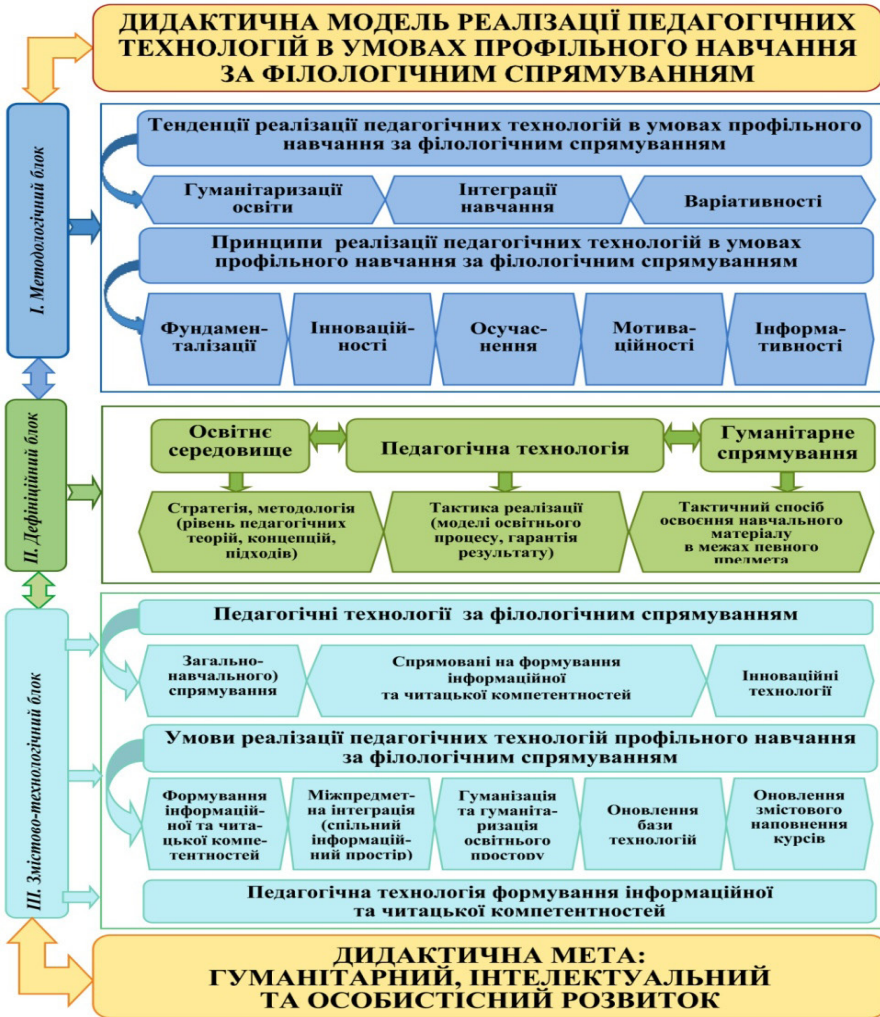 ДИДАКТИЧНА МОДЕЛЬ РЕАЛІЗАЦІЇ ПЕДАГОГІЧНИХ
ТЕХНОЛОГІЙ В УМОВАХ ПРОФІЛЬНОГО НАВЧАННЯ
ЗА ФІЛОЛОГІЧНИМ СПРЯМУВАННЯМ
І. Методологічний блок
Тенденції реалізації педагогічних технологій в умовах профільного
навчання за філологічним спрямуванням
Гуманітаризації
освіти
Інтеграції
навчання
Варіативності
Принципи реалізації педагогічних технологій в умовах
профільного навчання за філологічним спрямуванням
Фундамен-
талізації
Інновацій-
ності
Осучас-
нення
Мотива-
ційності
Інформа-
тивності
ІІ. Дефініційний блок
Освітнє
середовище
Педагогічна технологія
Гуманітарне
спрямування
Стратегія, методологія
(рівень педагогічних
теорій, концепцій,
підходів)
Тактика реалізації
(моделі освітнього
процесу, гарантія
результату)
Тактичний спосіб
освоєння навчального
матеріалу
в межах певного
предмета
ІІІ. Змістово-технологічний блок
Педагогічні технології за філологічним спрямуванням
Загально-
навчального)
спрямування
Спрямовані на формування
інформаційної
та читацької компетентностей
Інноваційні
технології
Умови реалізації педагогічних технологій профільного навчання
за філологічним спрямуванням
Формування
інформацій-
ної та чита-
цької компе-
тентностей
Міжпредмет-
на інтеграція
(спільний
інформацій-
ний простір)
Гуманізація
та гуманіта-
ризація
освітнього
простору
Оновлення
бази
технологій
Оновлення
змістового
наповнення
курсів
Педагогічна технологія формування інформаційної
та читацької компетентностей
ДИДАКТИЧНА МЕТА:
ГУМАНІТАРНИЙ, ІНТЕЛЕКТУАЛЬНИЙ
ТА ОСОБИСТІСНИЙ РОЗВИТОК